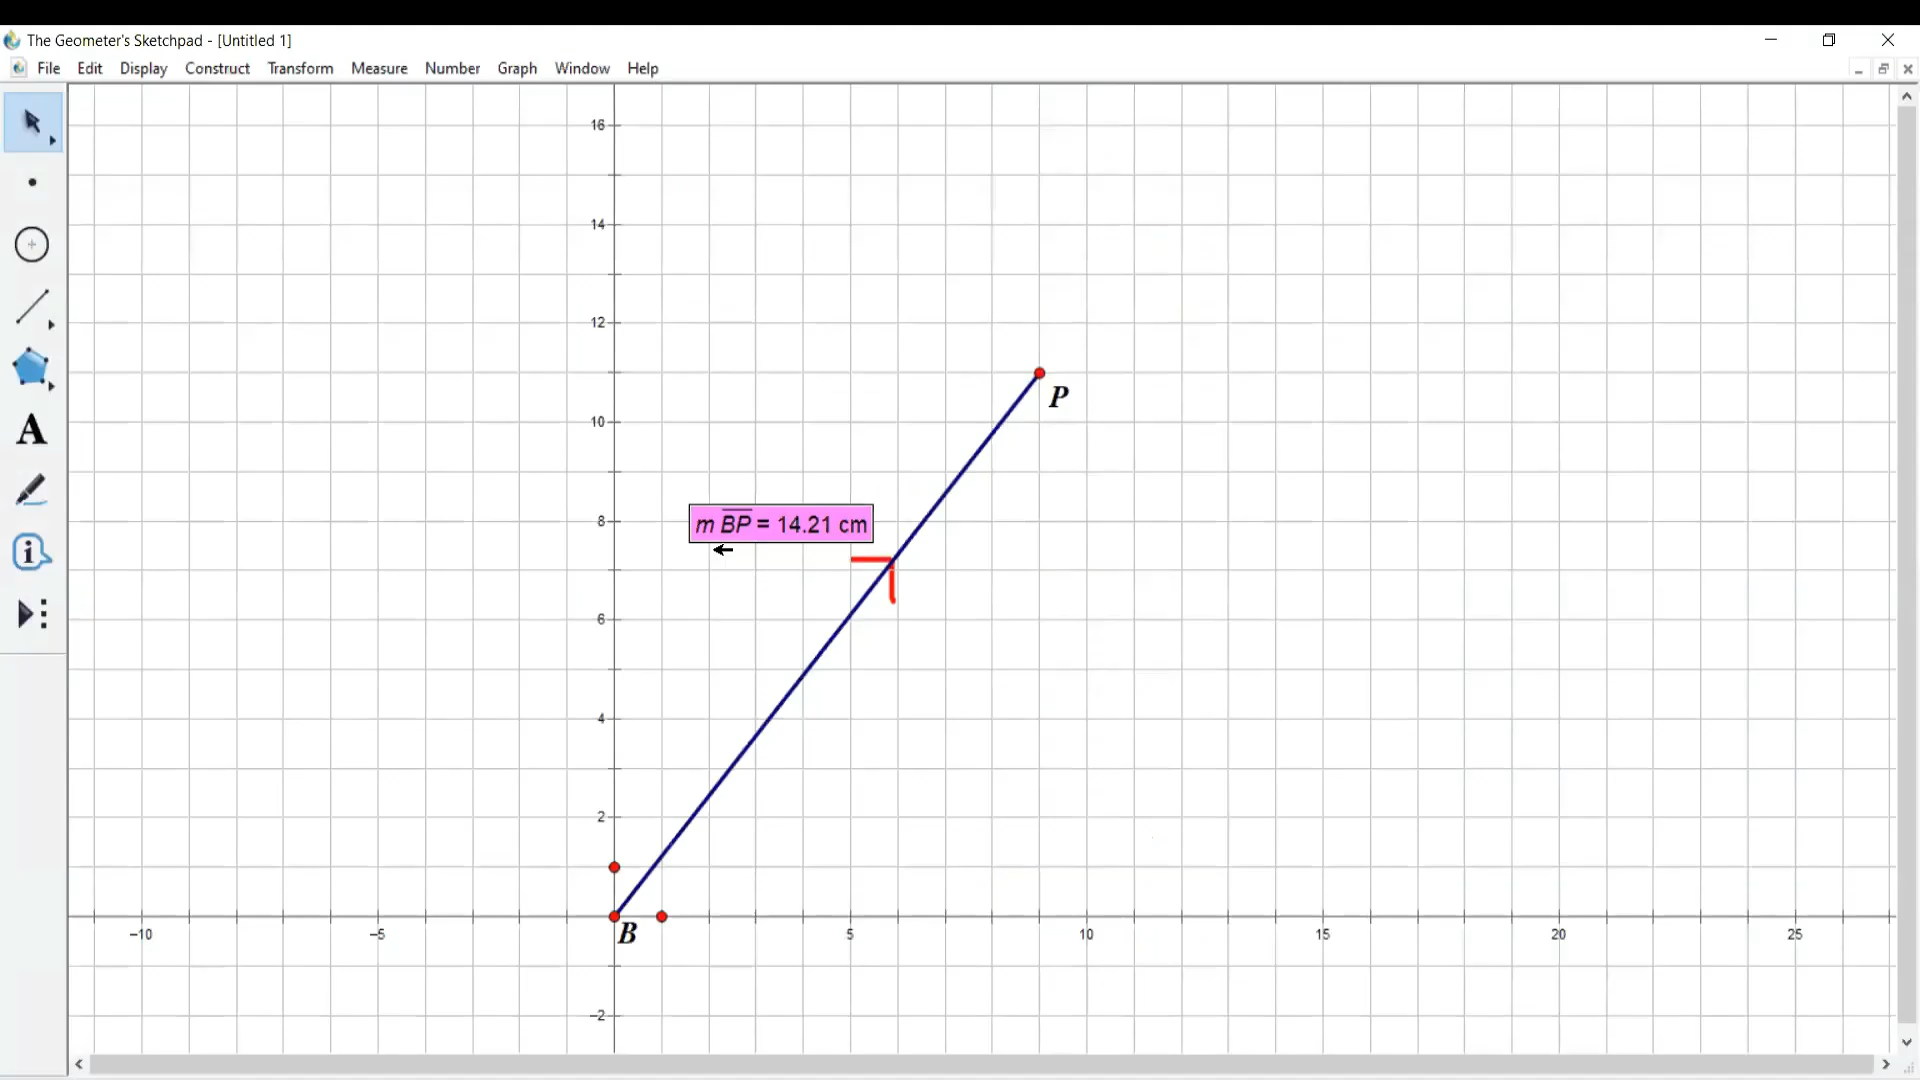 The Geometer's Sketchpad - [Untitled 1]
File Edit Display Construct Transform Measure Number Graph Window Help
16
14
12
P
10
m BP = 14.21 cm
8
6
A
4
2
B
-10 -5 5 10 15 20 25
-2